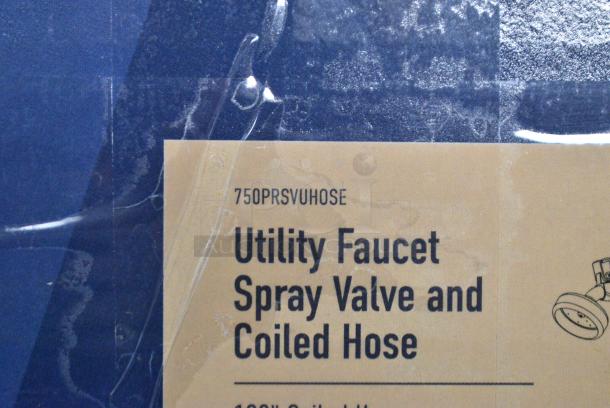 750PRSVUHOSE
Utility Faucet
Spray Valve and
Coiled Hose